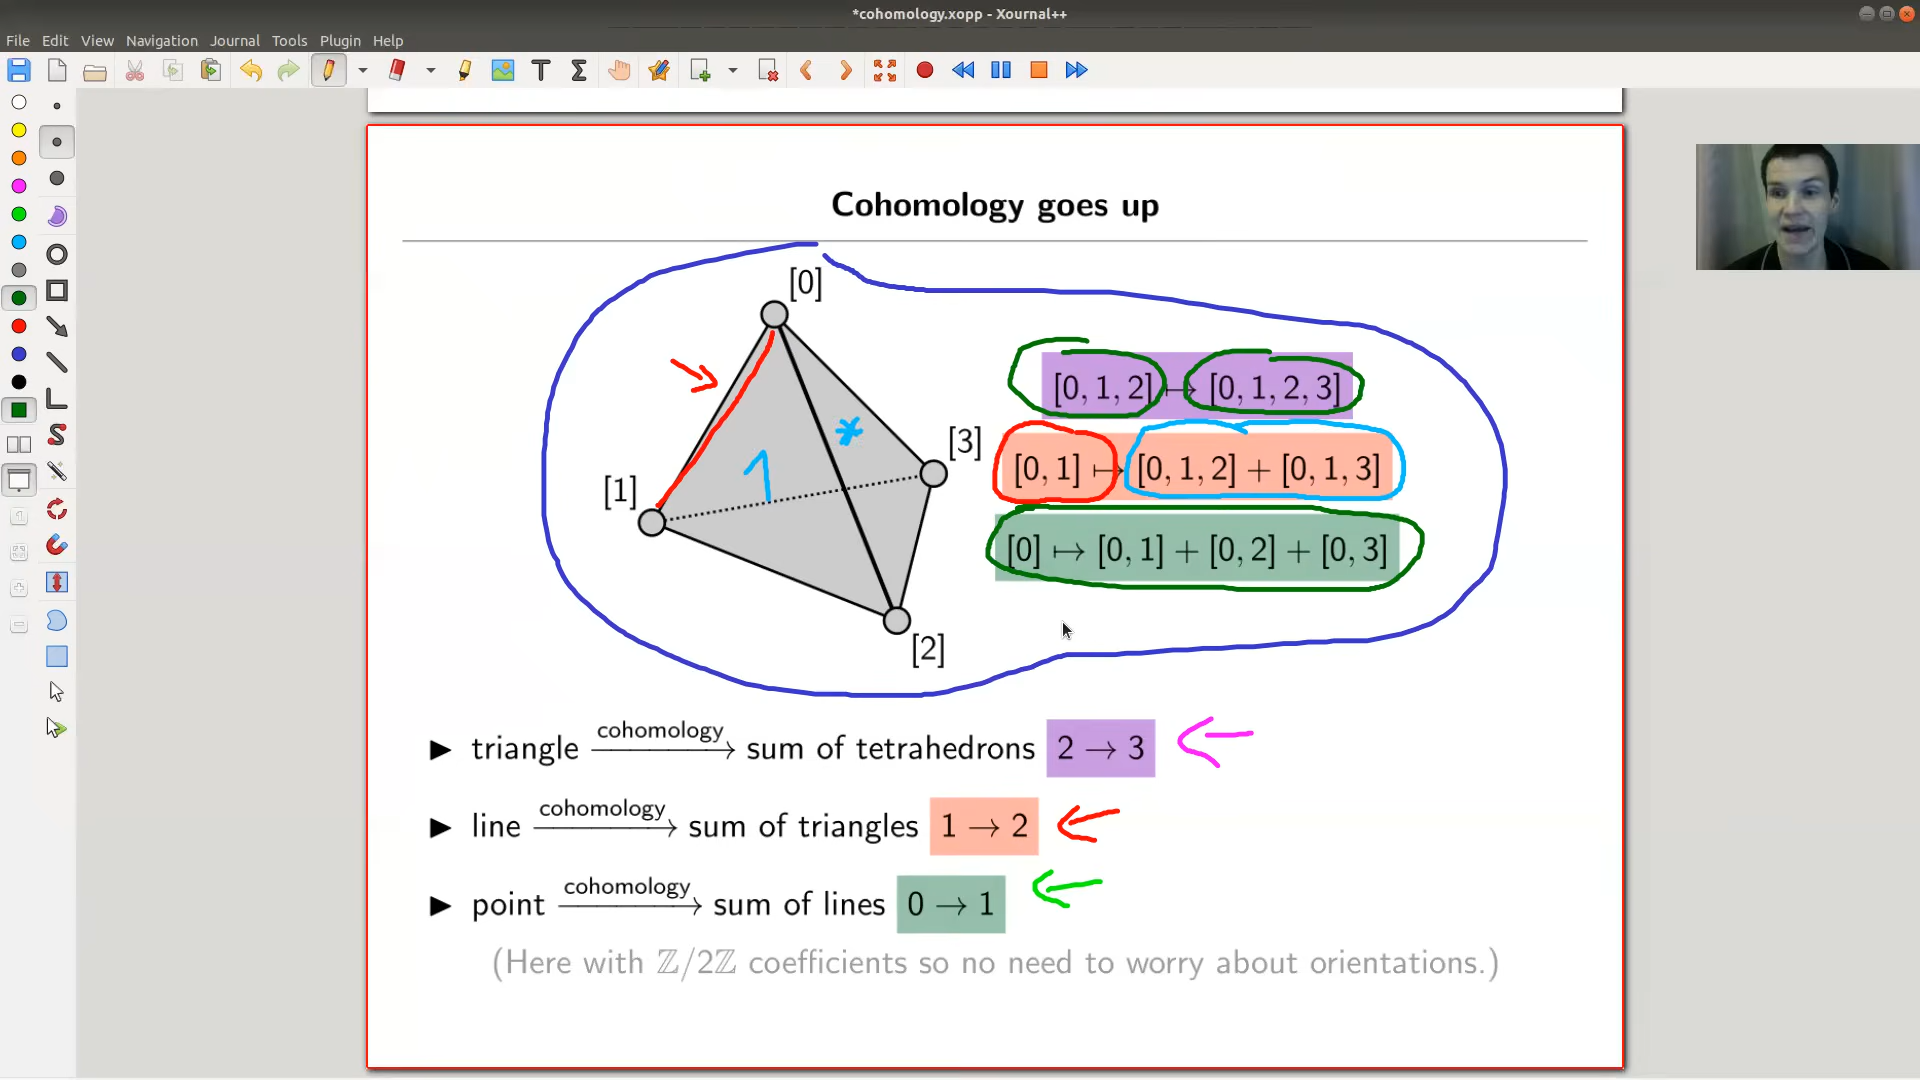 *cohomology.xopp - Xournal++
File Edit View Navigation Journal Tools Plugin Help
Cohomology goes up
[0]
[1]
[2]
[3]
1
*
[0, 1, 2] ↦ [0, 1, 2, 3]
[0, 1] ↦ [0, 1, 2] + [0, 1, 3]
[0] ↦ [0, 1] + [0, 2] + [0, 3]
▶ triangle cohomology→ sum of tetrahedrons 2 → 3
▶ line cohomology→ sum of triangles 1 → 2
▶ point cohomology→ sum of lines 0 → 1
(Here with ℤ/2ℤ coefficients so no need to worry about orientations.)